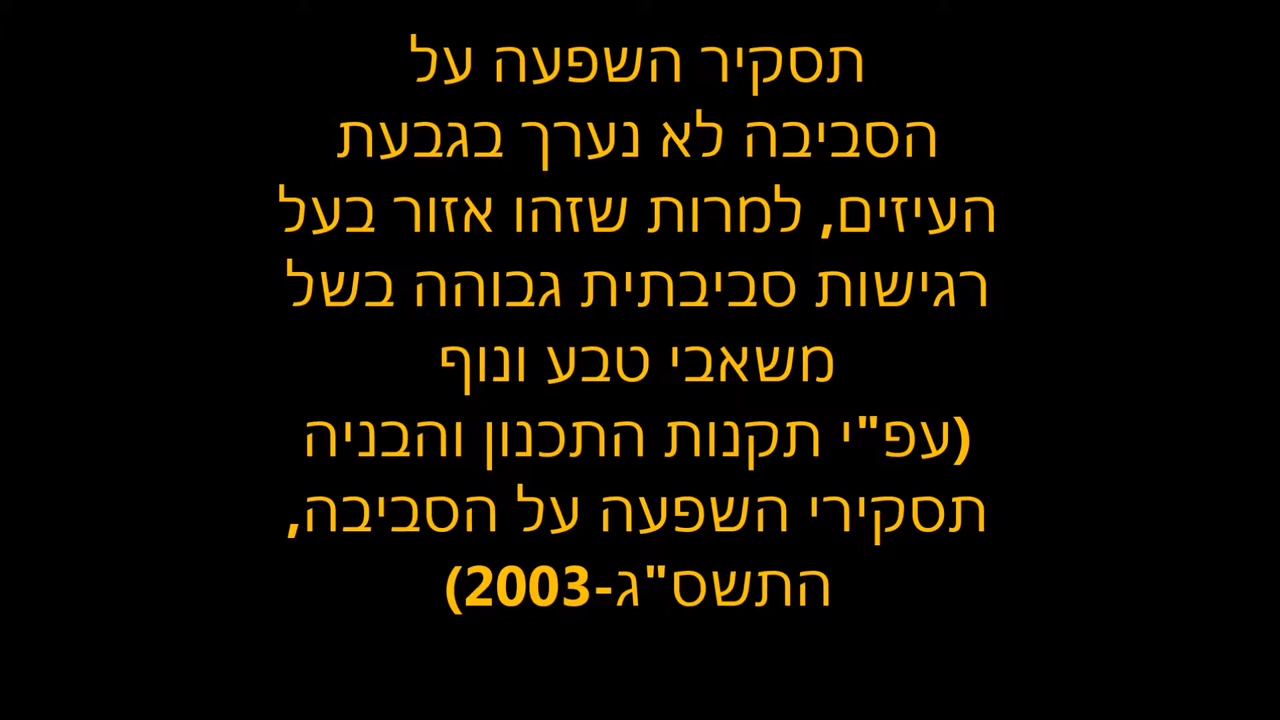 תסקיר השפעה על
הסביבה לא נערך בגבעת
העיזים, למרות שזהו אזור בעל
רגישות סביבתית גבוהה בשל
משאבי טבע ונוף
(עפ"י תקנות התכנון והבניה
תסקירי השפעה על הסביבה,
התשס"ג-2003)